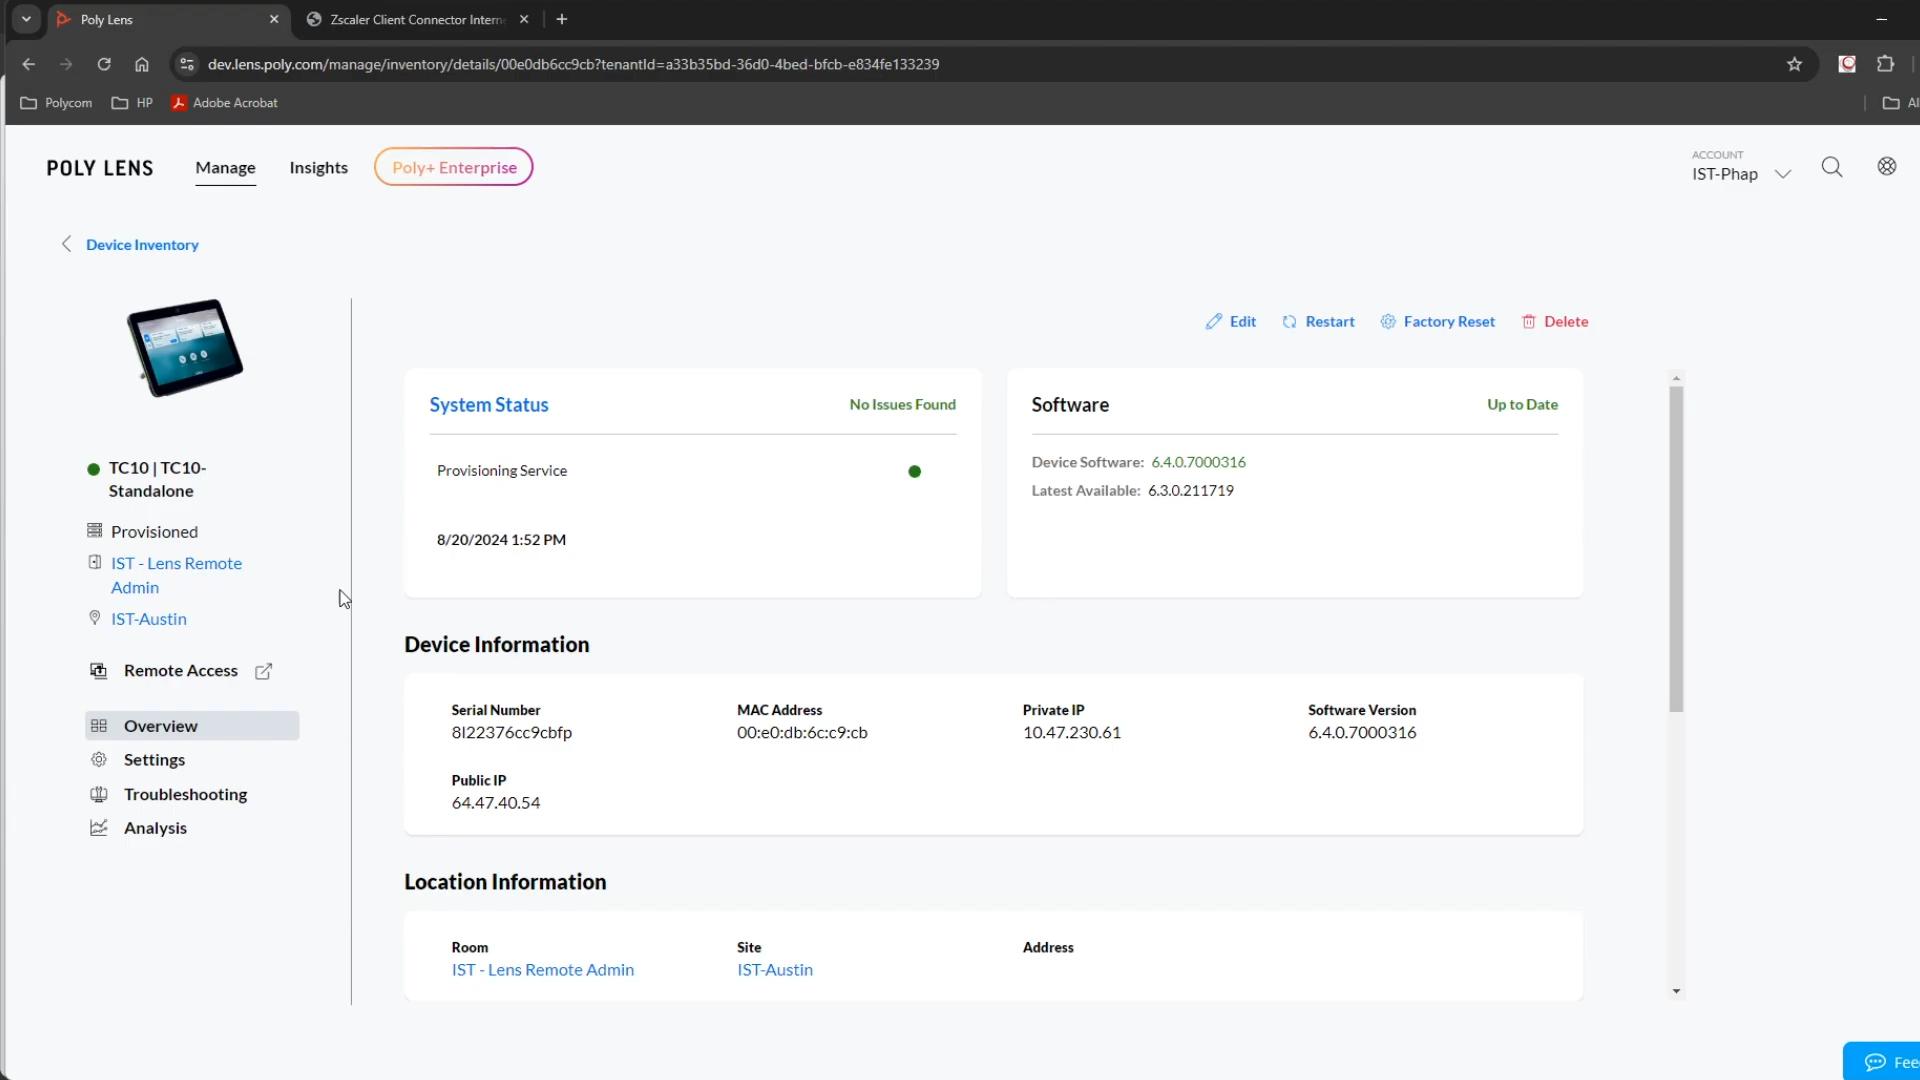 Poly Lens
Zscaler Client Connector Intern
dev.lens.poly.com/manage/inventory/details/00e0db6cc9cb?tenantId=a33b35bd-36d0-4bed-bfcb-e834fe133239
Polycom
HP
Adobe Acrobat
POLY LENS
Manage
Insights
Poly+ Enterprise
ACCOUNT
IST-Phap
Device Inventory
Edit
Restart
Factory Reset
Delete
TC10 | TC10-
Standalone
Provisioned
IST - Lens Remote
Admin
IST-Austin
Remote Access
Overview
Settings
Troubleshooting
Analysis
System Status
No Issues Found
Provisioning Service
8/20/2024 1:52 PM
Software
Up to Date
Device Software: 6.4.0.7000316
Latest Available: 6.3.0.211719
Device Information
Serial Number
8l22376cc9cbfp
MAC Address
00:e0:db:6c:c9:cb
Private IP
10.47.230.61
Software Version
6.4.0.7000316
Public IP
64.47.40.54
Location Information
Room
IST - Lens Remote Admin
Site
IST-Austin
Address